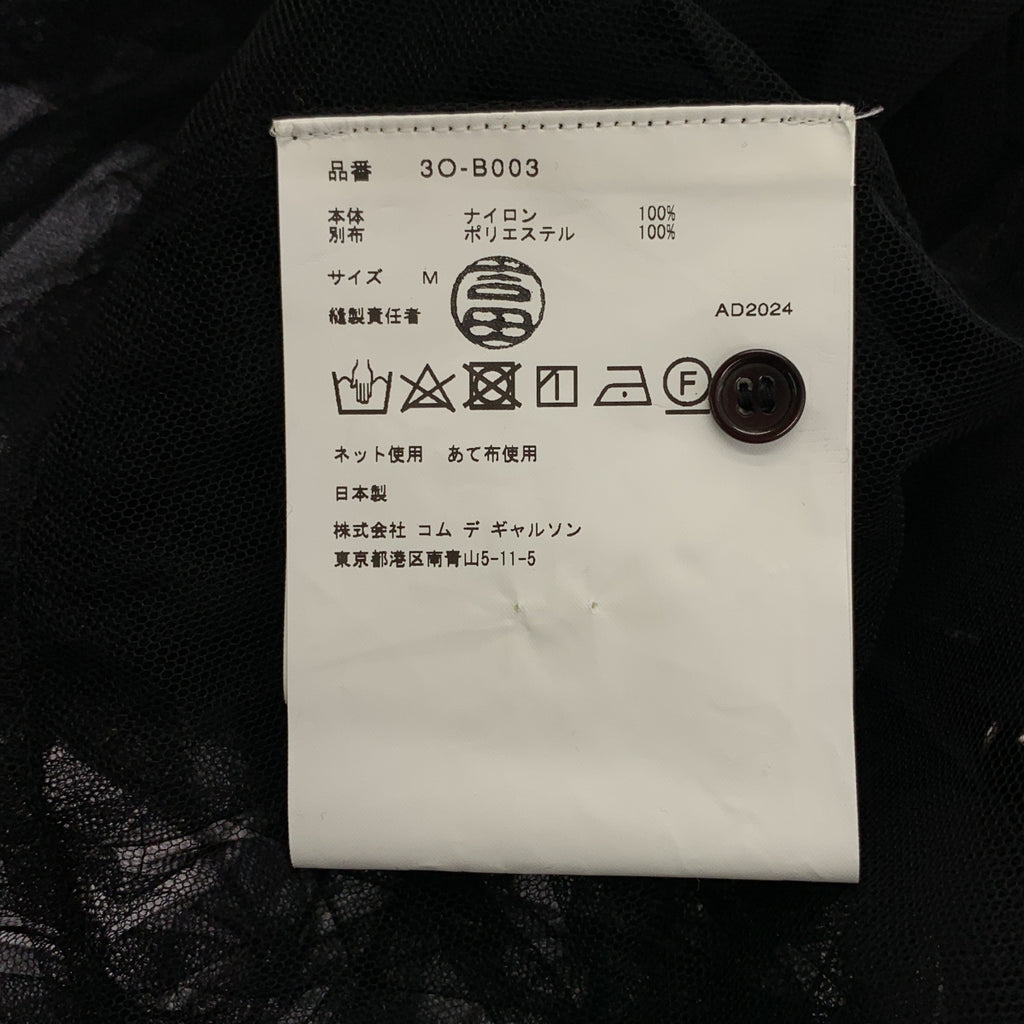 品番 3O-B003
本体 ナイロン 100%
別布 ポリエステル 100%
サイズ M
縫製責任者
AD2024
F
ネット使用 あて布使用
日本製
株式会社 コム デ ギャルソン
東京都港区南青山5-11-5